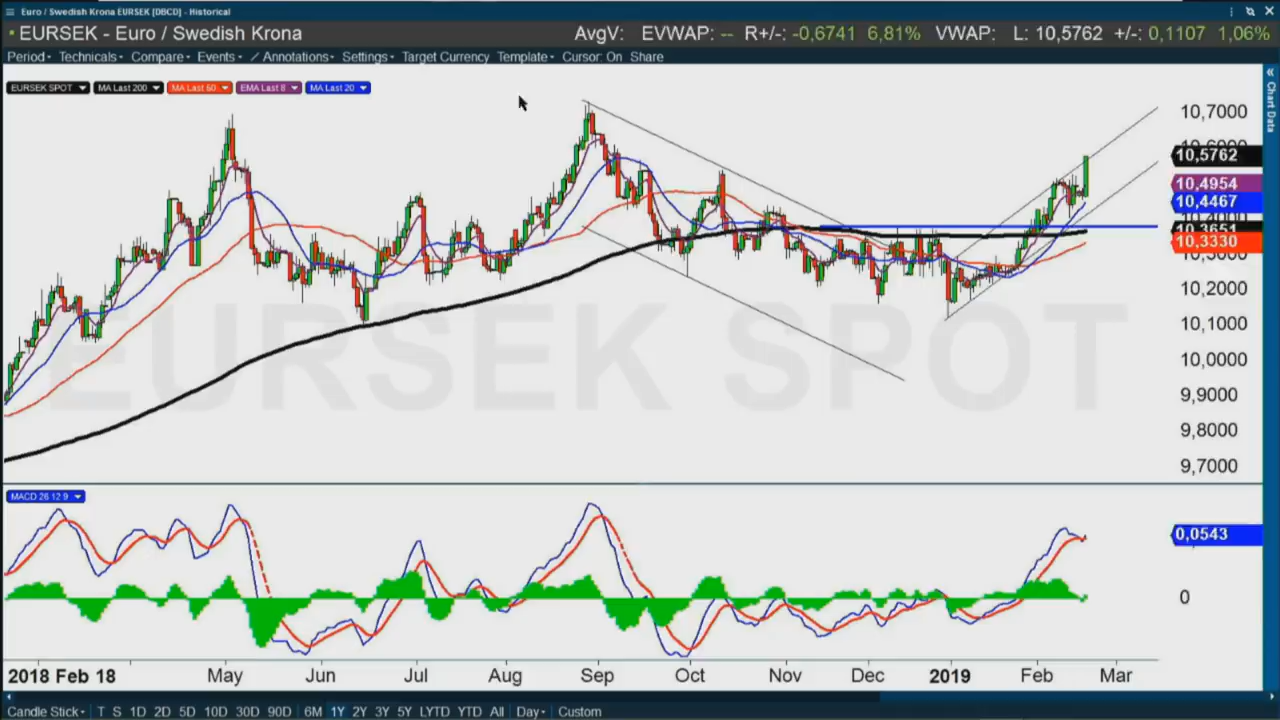 Euro / Swedish Krona EURSEK [DBCD] - Historical
EURSEK - Euro / Swedish Krona AvgV: EVWAP: -- R+/-: -0,6741 6,81% VWAP: L: 10,5762 +/-: 0,1107 1,06%
Period Technicals Compare Events Annotations Settings Target Currency Template Cursor: On Share
EURSEK SPOT MA Last 200 MA Last 60 EMA Last 8 MA Last 20
Chart Data
10,7000
10,5762
10,4954
10,4467
10,3651
10,3330
10,3000
10,2000
10,1000
10,0000
9,9000
9,8000
9,7000
EURSEK SPOT
MACD 26 12 9
0,0543
0
2018 Feb 18 May Jun Jul Aug Sep Oct Nov Dec 2019 Feb Mar
Candle Stick T S 1D 2D 5D 10D 30D 90D 6M 1Y 2Y 3Y 5Y LYTD YTD All Day Custom